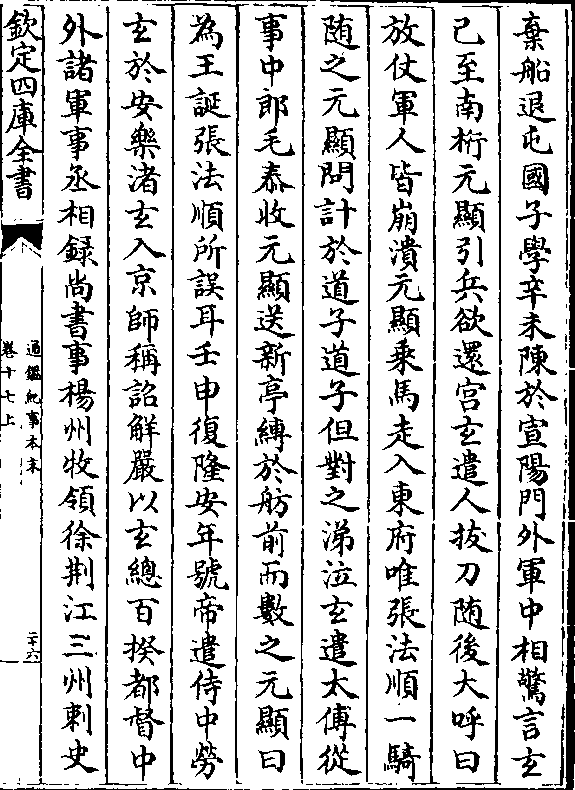 棄船退屯國子學辛未陳於宣陽門外軍中相驚言玄
已至南桁元顯引兵欲還宮玄遣人拔刀随後大呼曰
放仗軍人皆崩潰元顯乗馬走入東府唯張法順一騎
随之元顯問計於道子道子但對之涕泣玄遣太傅從
事中郎毛泰收元顯送新亭縛於舫前而數之元顯曰
為王誕張法順所誤耳壬申復隆安年號帝遣侍中勞
玄於安樂渚玄入京師稱詔解嚴以玄總百揆都督中
外諸軍事丞相録尚書事楊州牧領徐荆江三州刺史
欽定四庫全書
通鑑紀事本末
卷十七上
二十六